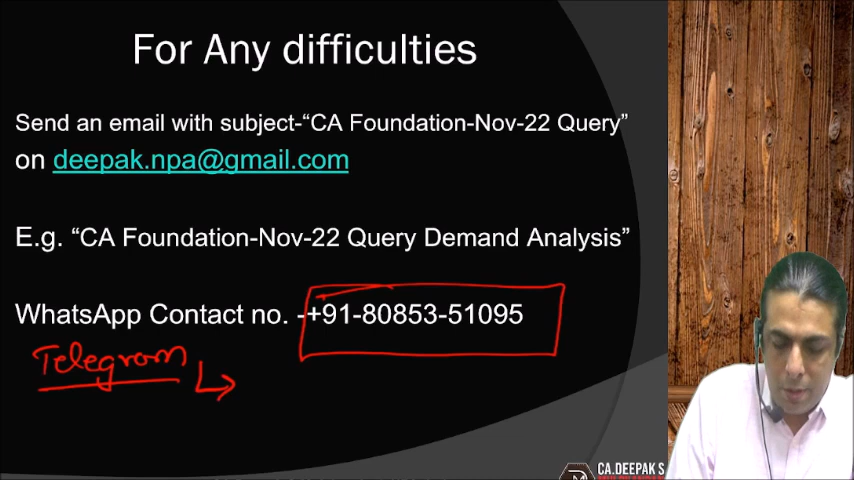 For Any difficulties
Send an email with subject-“CA Foundation-Nov-22 Query”
on deepak.npa@gmail.com
E.g. “CA Foundation-Nov-22 Query Demand Analysis”
WhatsApp Contact no. -+91-80853-51095
Telegram
CA.DEEPAK S